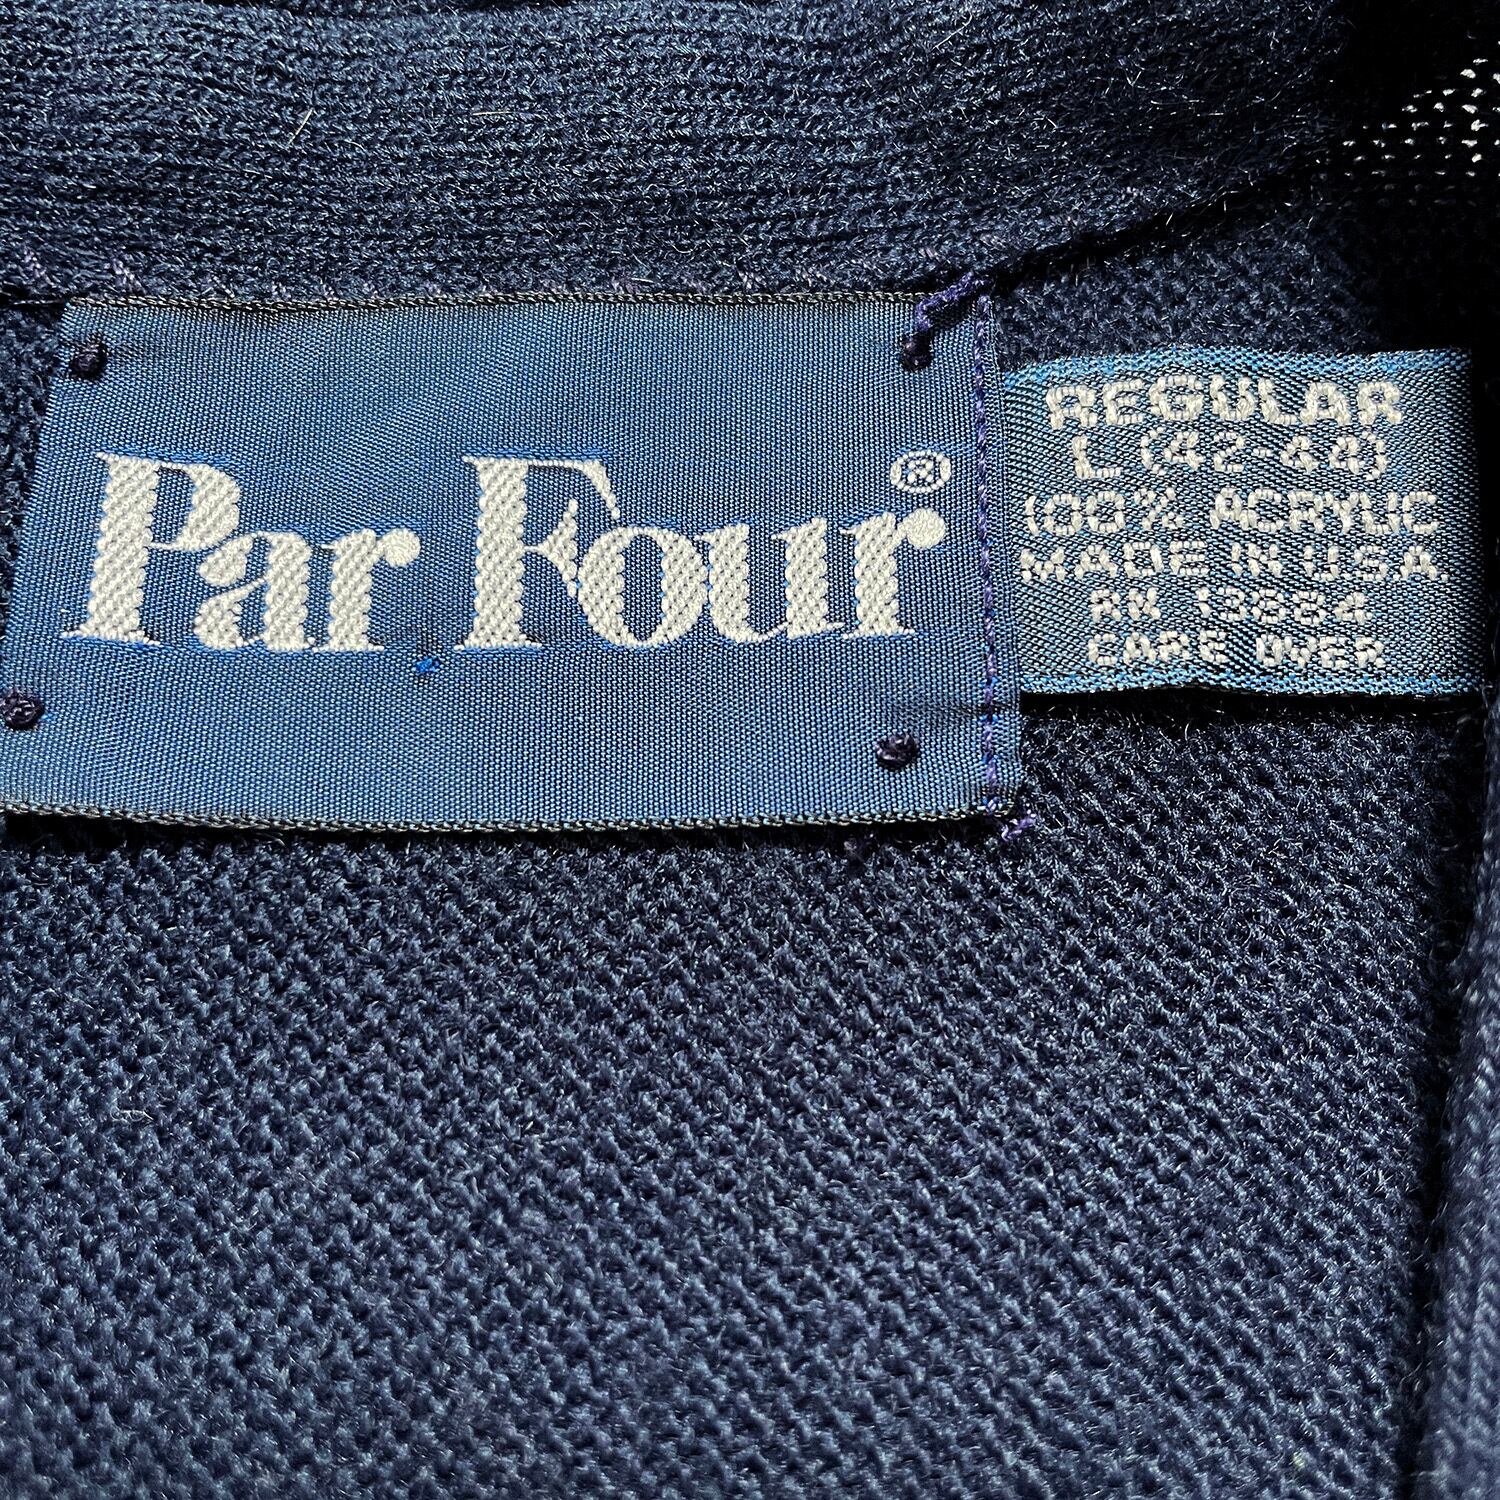 Par Four®
REGULAR
L (42-44)
100% ACRYLIC
MADE IN USA
RN 13884
CARE OVER